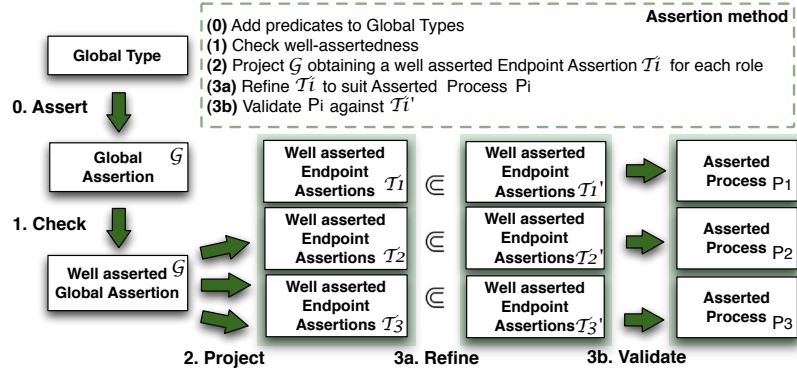 Assertion method
(0) Add predicates to Global Types
(1) Check well-assertedness
(2) Project 𝒢 obtaining a well asserted Endpoint Assertion 𝒯i for each role
(3a) Refine 𝒯i to suit Asserted Process Pi
(3b) Validate Pi against 𝒯i'
Global Type
0. Assert
Global
Assertion 𝒢
1. Check
Well asserted 𝒢
Global Assertion
2. Project
Well asserted
Endpoint
Assertions 𝒯1
Well asserted
Endpoint
Assertions 𝒯2
Well asserted
Endpoint
Assertions 𝒯3
⋐
⋐
⋐
3a. Refine
Well asserted
Endpoint
Assertions 𝒯1'
Well asserted
Endpoint
Assertions 𝒯2'
Well asserted
Endpoint
Assertions 𝒯3'
3b. Validate
Asserted
Process P1
Asserted
Process P2
Asserted
Process P3